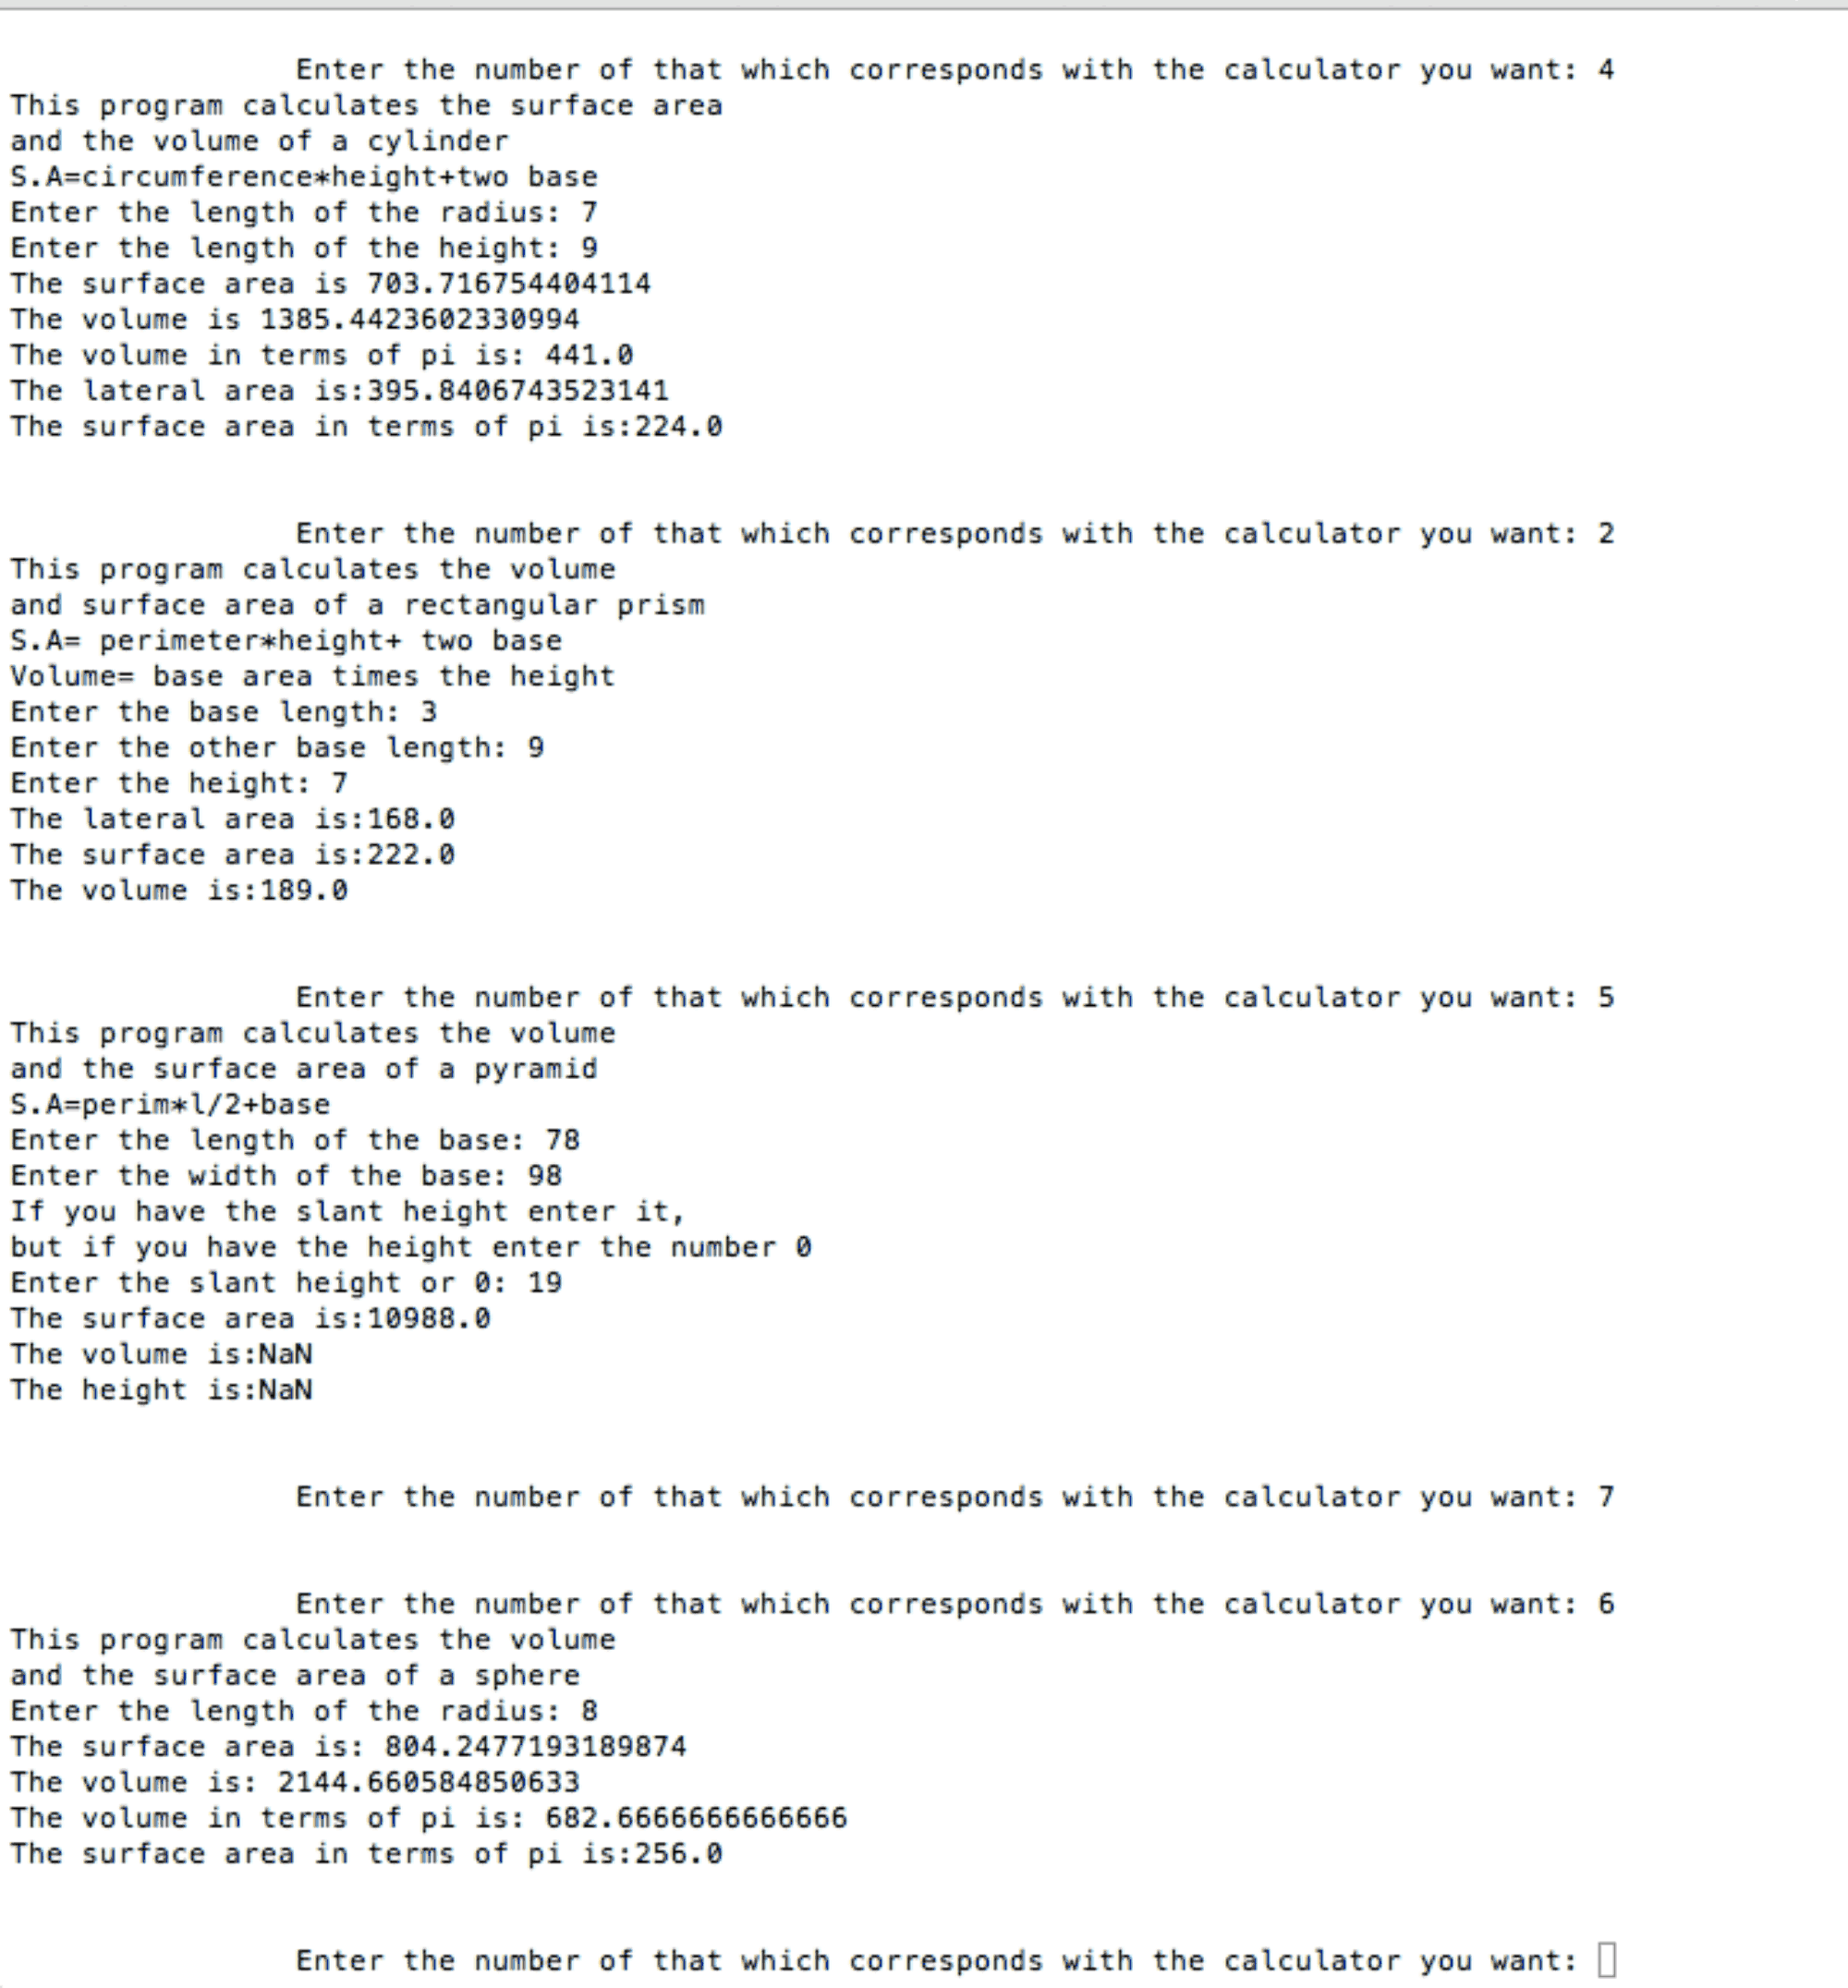 Enter the number of that which corresponds with the calculator you want: 4
This program calculates the surface area
and the volume of a cylinder
S.A=circumference*height+two base
Enter the length of the radius: 7
Enter the length of the height: 9
The surface area is 703.716754404114
The volume is 1385.4423602330994
The volume in terms of pi is: 441.0
The lateral area is:395.8406743523141
The surface area in terms of pi is:224.0
Enter the number of that which corresponds with the calculator you want: 2
This program calculates the volume
and surface area of a rectangular prism
S.A= perimeter*height+ two base
Volume= base area times the height
Enter the base length: 3
Enter the other base length: 9
Enter the height: 7
The lateral area is:168.0
The surface area is:222.0
The volume is:189.0
Enter the number of that which corresponds with the calculator you want: 5
This program calculates the volume
and the surface area of a pyramid
S.A=perim*l/2+base
Enter the length of the base: 78
Enter the width of the base: 98
If you have the slant height enter it,
but if you have the height enter the number 0
Enter the slant height or 0: 19
The surface area is:10988.0
The volume is:NaN
The height is:NaN
Enter the number of that which corresponds with the calculator you want: 7
Enter the number of that which corresponds with the calculator you want: 6
This program calculates the volume
and the surface area of a sphere
Enter the length of the radius: 8
The surface area is: 804.2477193189874
The volume is: 2144.660584850633
The volume in terms of pi is: 682.6666666666666
The surface area in terms of pi is:256.0
Enter the number of that which corresponds with the calculator you want: